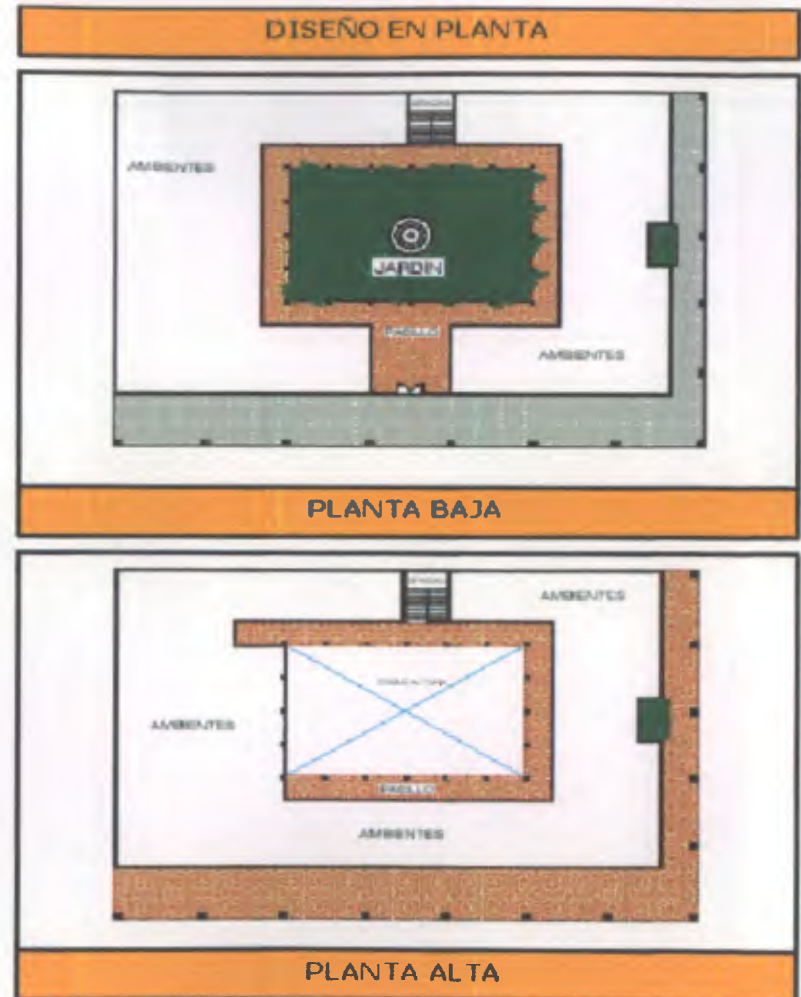 DISEÑO EN PLANTA
AMBIENTES
JARDIN
PASILLO
AMBIENTES
PLANTA BAJA
AMBIENTES
AMBIENTES
PASILLO
AMBIENTES
PLANTA ALTA